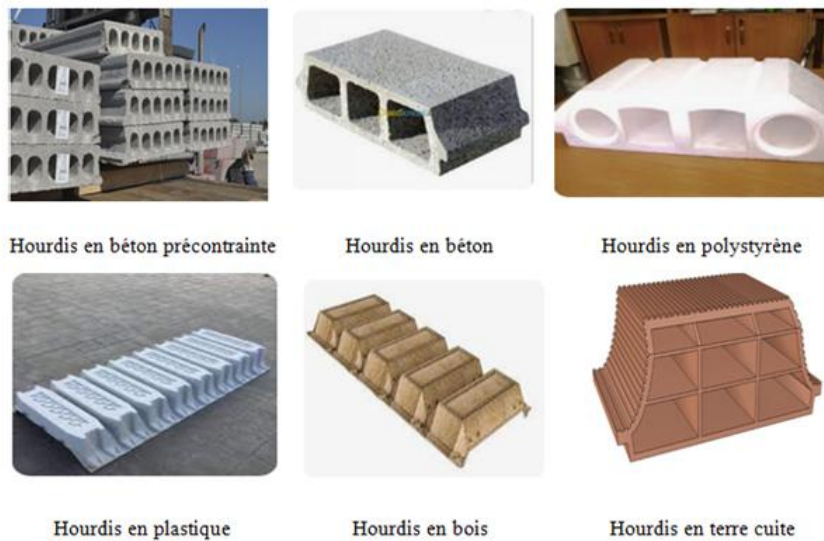 Hourdis en béton précontrainte
Hourdis en béton
Hourdis en polystyrène
Hourdis en plastique
Hourdis en bois
Hourdis en terre cuite